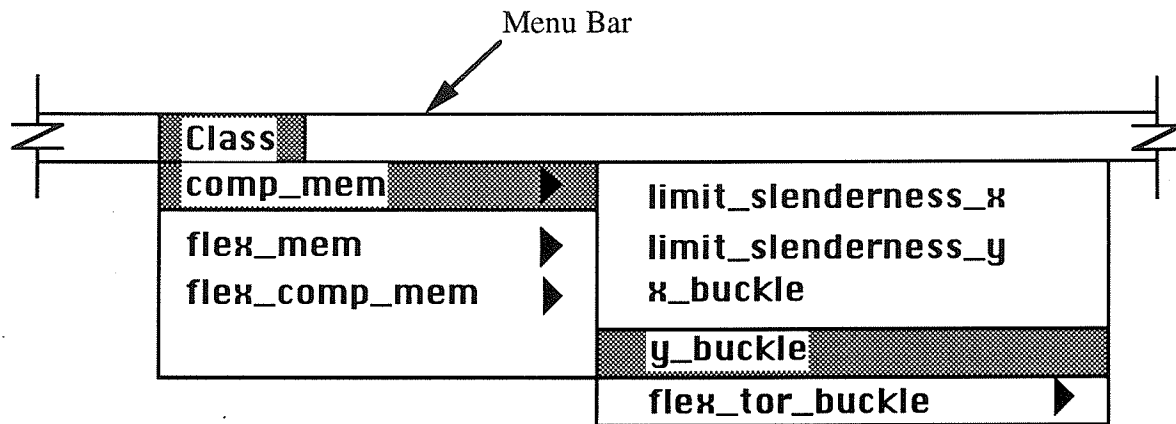 Menu Bar
Class
comp_mem
flex_mem
flex_comp_mem
limit_slenderness_x
limit_slenderness_y
x_buckle
y_buckle
flex_tor_buckle